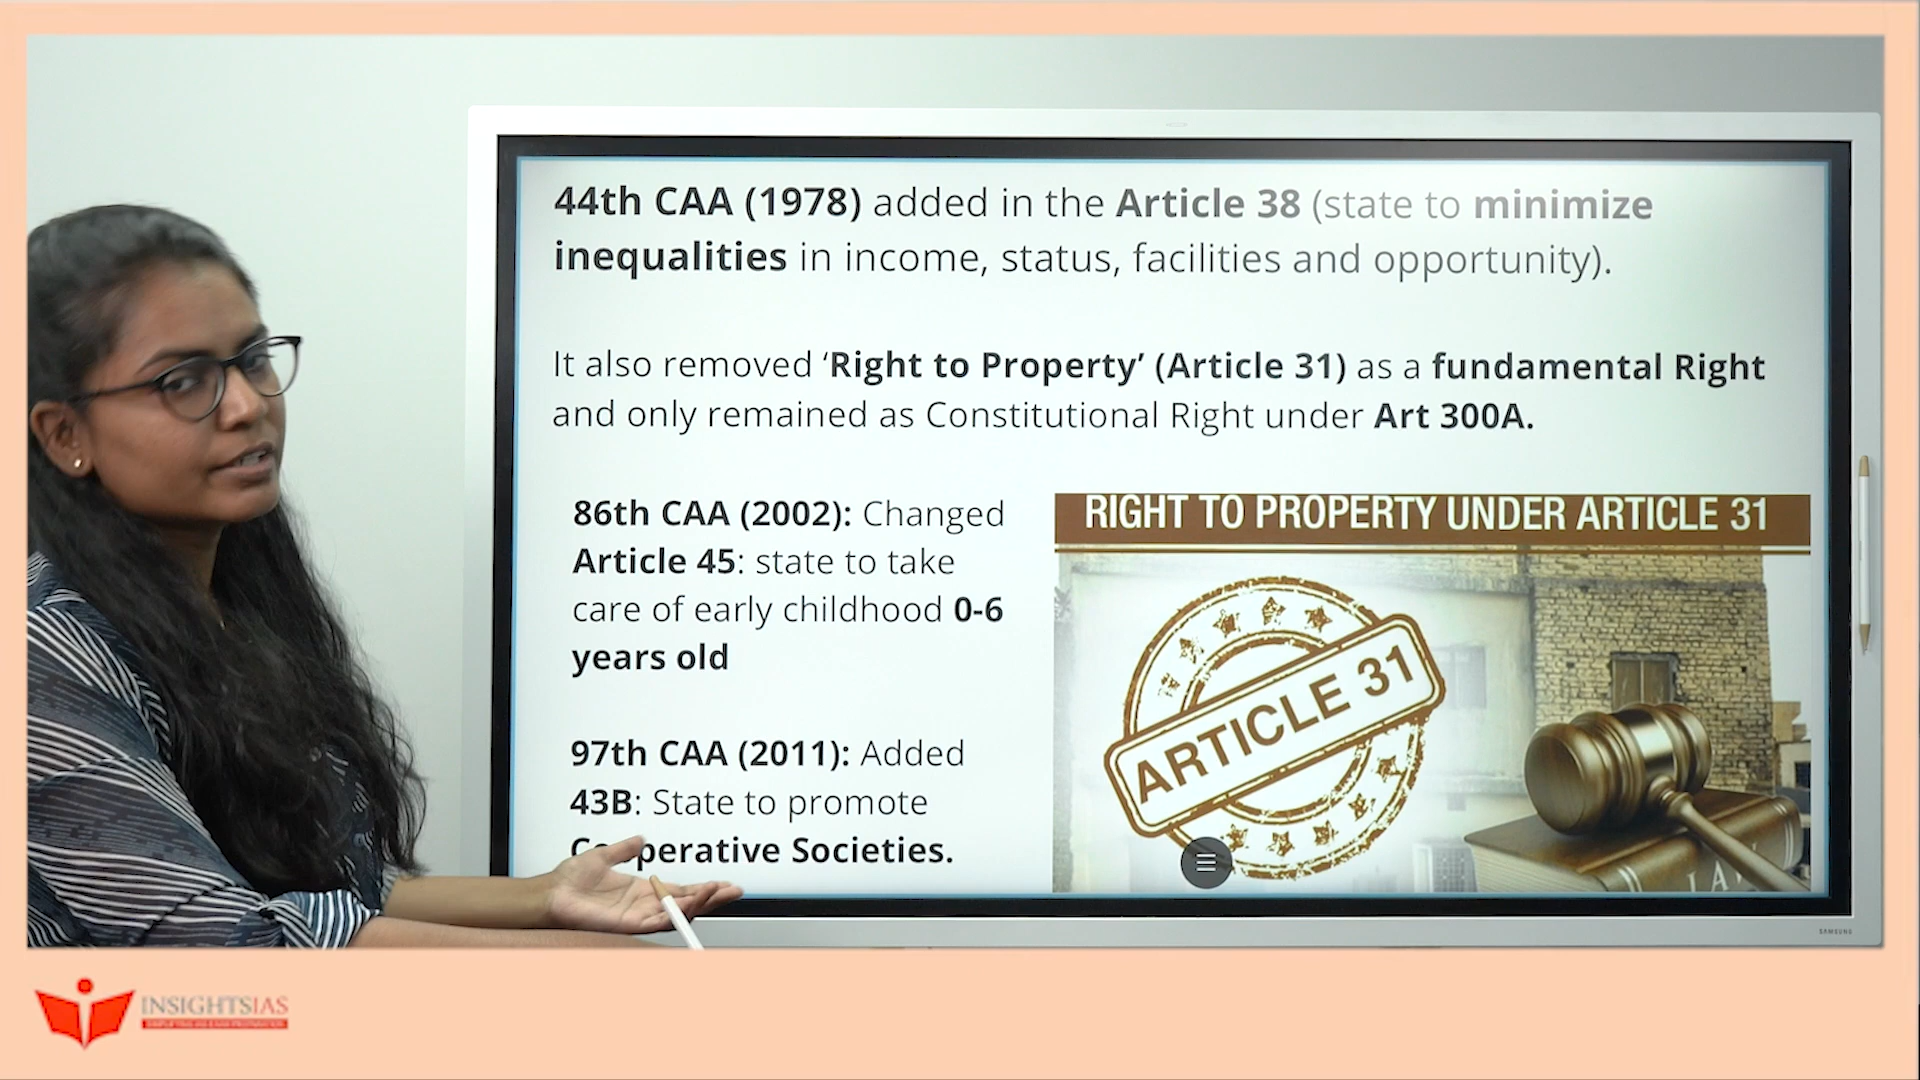 44th CAA (1978) added in the Article 38 (state to minimize
inequalities in income, status, facilities and opportunity).
It also removed ‘Right to Property’ (Article 31) as a fundamental Right
and only remained as Constitutional Right under Art 300A.
86th CAA (2002): Changed
Article 45: state to take
care of early childhood 0-6
years old
97th CAA (2011): Added
43B: State to promote
Cooperative Societies.
RIGHT TO PROPERTY UNDER ARTICLE 31
ARTICLE 31
LAW
SAMSUNG
INSIGHTSIAS